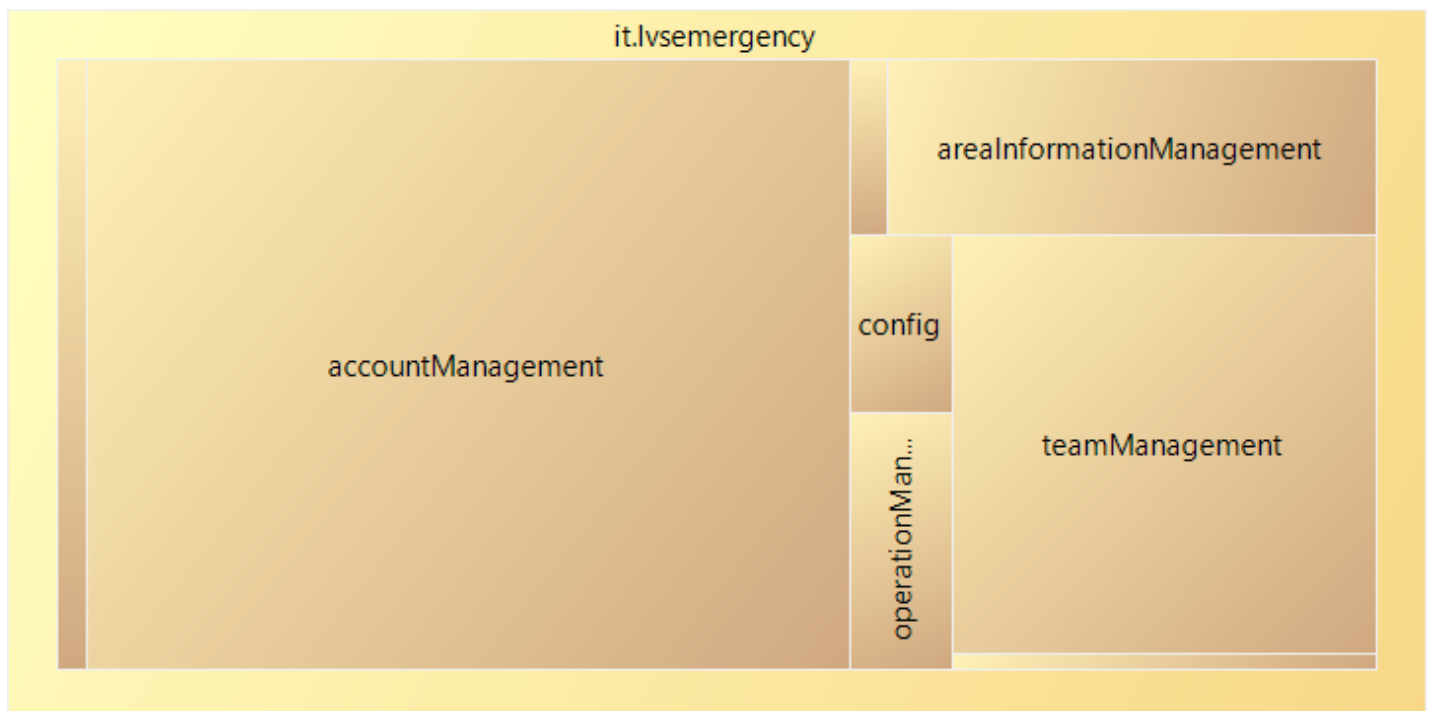 it.lvsemergency
areaInformationManagement
config
accountManagement
teamManagement
operationMan...